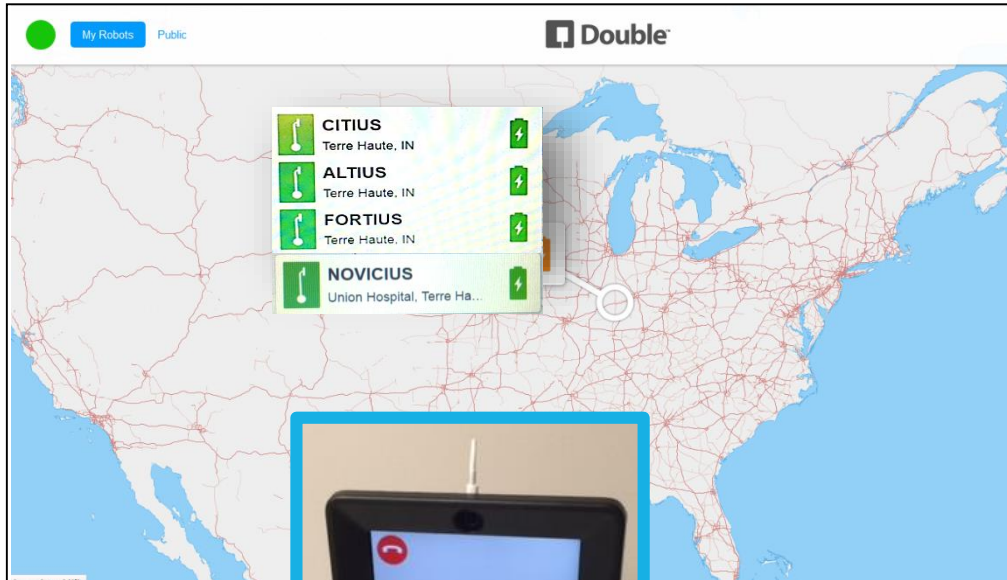 My Robots
Public
Double
CITIUS
Terre Haute, IN
ALTIUS
Terre Haute, IN
FORTIUS
Terre Haute, IN
NOVICIUS
Union Hospital, Terre Ha...